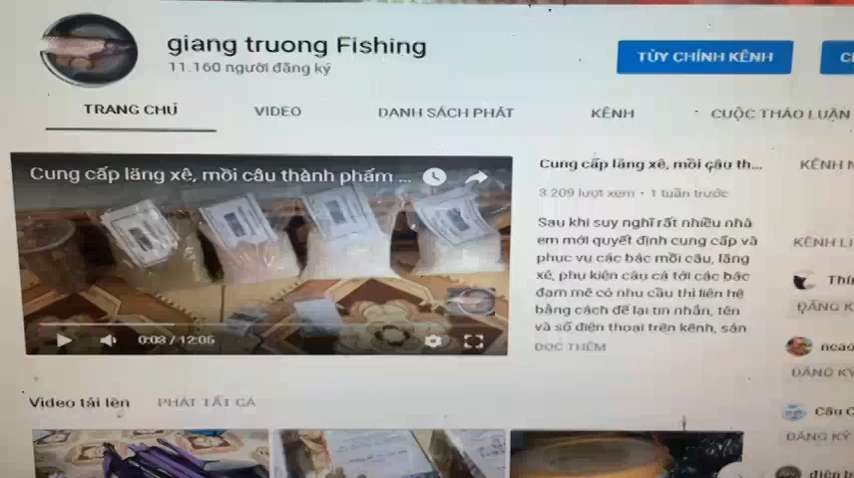 giang truong Fishing
11.160 người đăng ký
TÙY CHỈNH KÊNH
TRANG CHỦ
VIDEO
DANH SÁCH PHÁT
KÊNH
CUỘC THẢO LUẬN
Cung cấp lăng xê, mồi câu thành phẩm ...
0:03 / 12:05
Cung cấp lăng xê, mồi câu th...
3.209 lượt xem • 1 tuần trước
Sau khi suy nghĩ rất nhiều nhà
em mới quyết định cung cấp và
phục vụ các bác mồi câu, lăng
xê, phụ kiện câu cá tới các bác
đam mê có nhu cầu thì liên hệ
bằng cách để lại tin nhắn, tên
và số điện thoại trên kênh, sản
ĐỌC THÊM
KÊNH N
KÊNH LI
ĐĂNG K
ncao
ĐĂNG KÝ
Câu C
ĐĂNG KÝ
Video tải lên
PHÁT TẤT CẢ